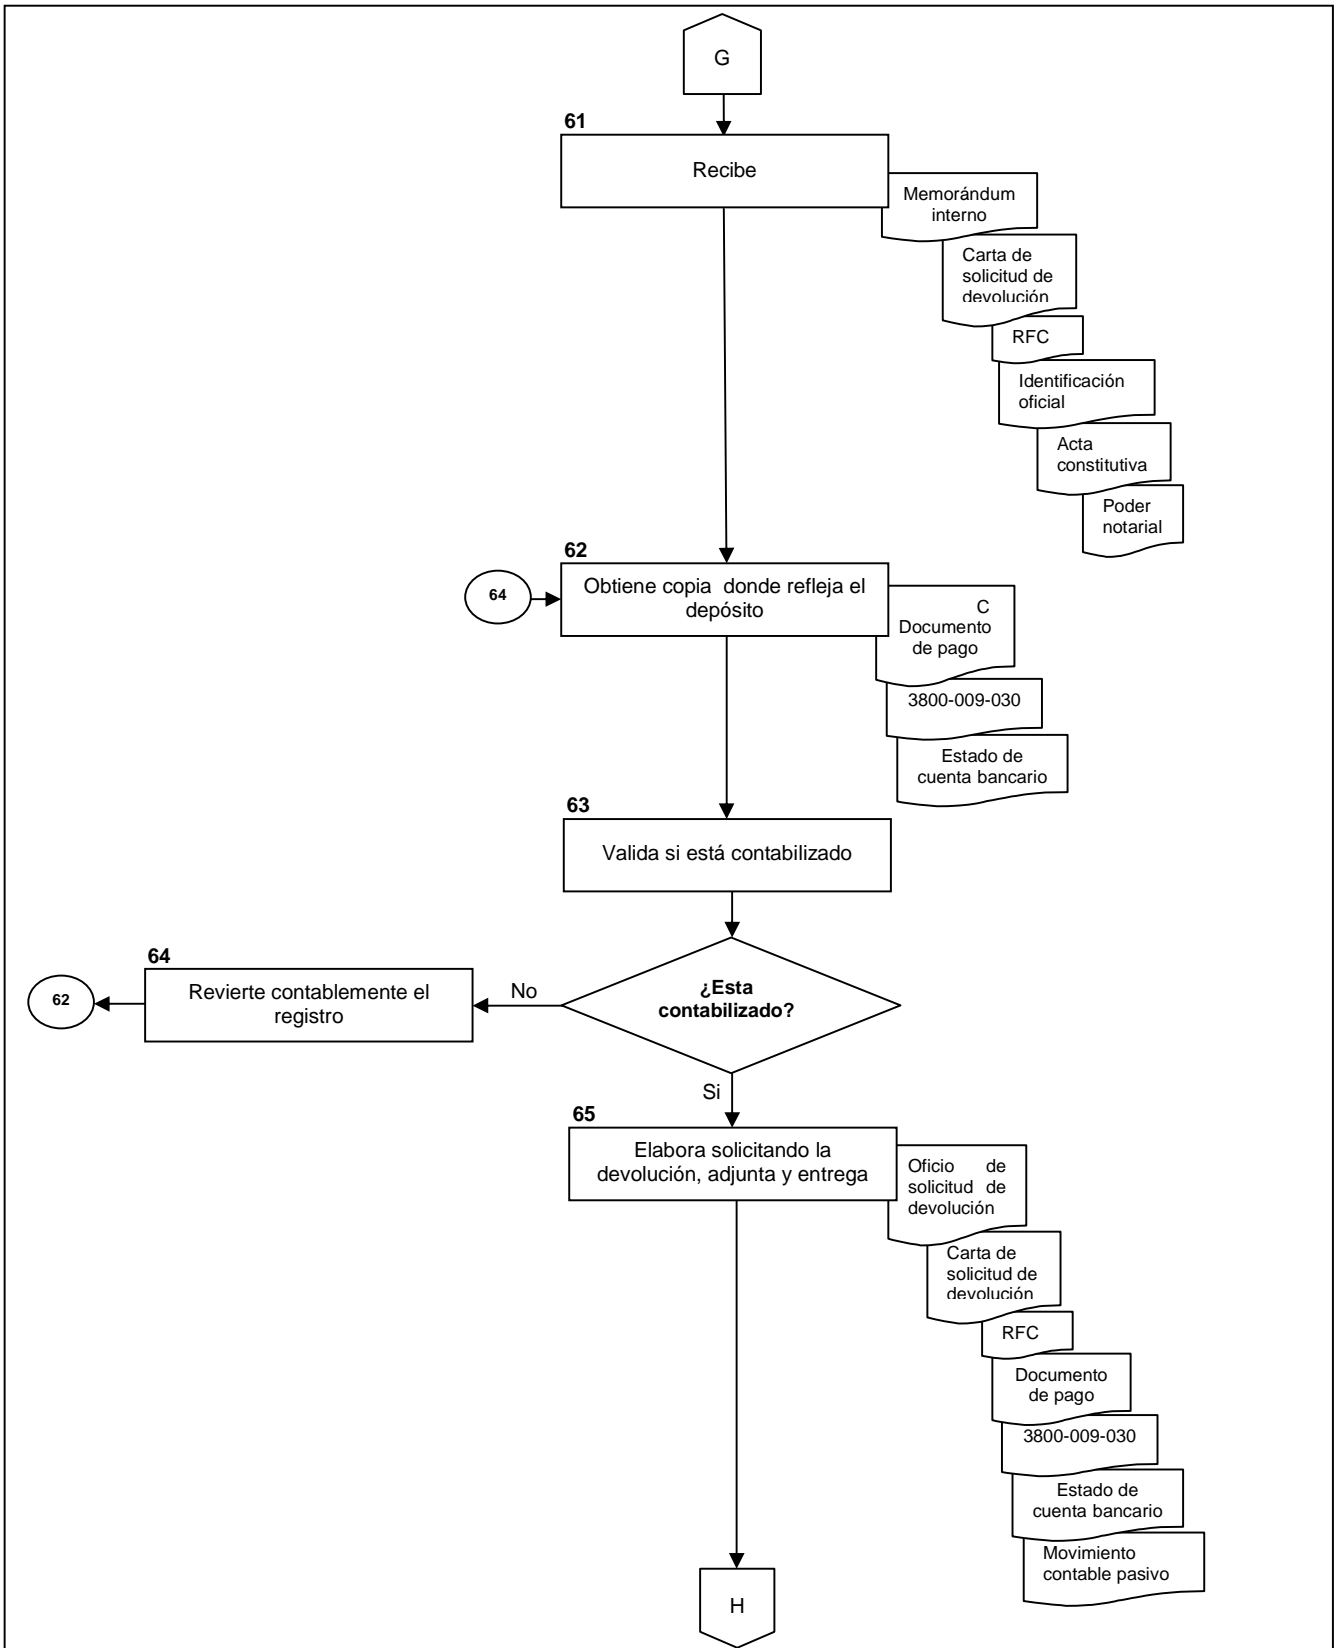 G
61
Recibe
Memorándum
interno
Carta de
solicitud de
devolución
RFC
Identificación
oficial
Acta
constitutiva
Poder
notarial
62
64
Obtiene copia donde refleja el
depósito
C
Documento
de pago
3800-009-030
Estado de
cuenta bancario
63
Valida si está contabilizado
64
62
Revierte contablemente el
registro
No
¿Esta
contabilizado?
Si
65
Elabora solicitando la
devolución, adjunta y entrega
Oficio de
solicitud de
devolución
Carta de
solicitud de
devolución
RFC
Documento
de pago
3800-009-030
Estado de
cuenta bancario
Movimiento
contable pasivo
H